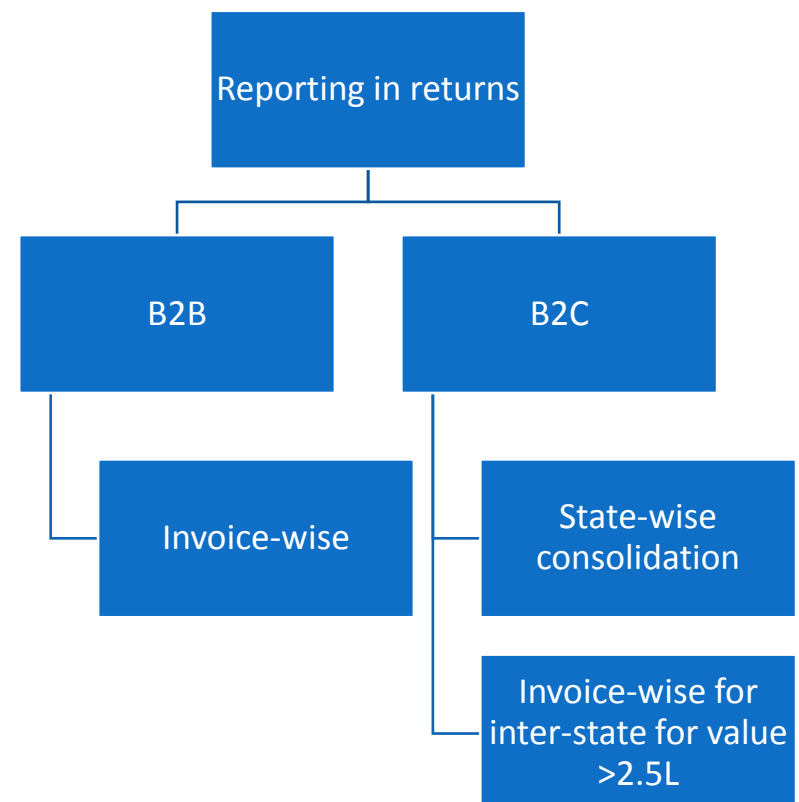 Reporting in returns
B2B
B2C
Invoice-wise
State-wise
consolidation
Invoice-wise for
inter-state for value
>2.5L